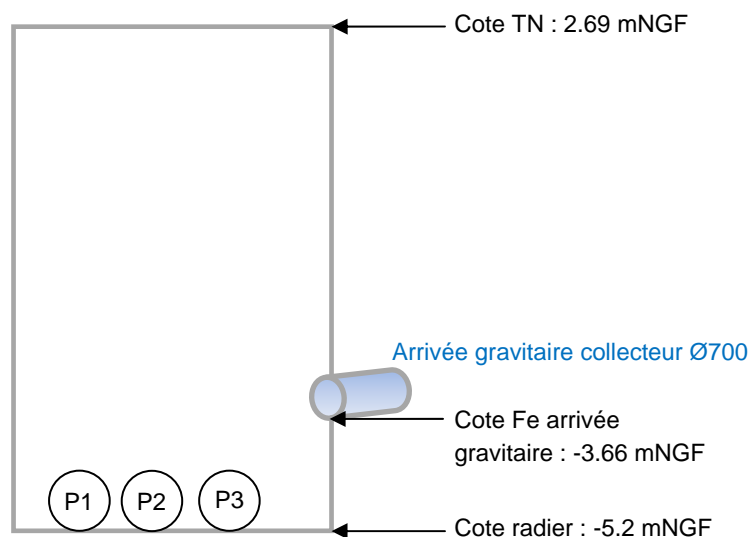 Cote TN : 2.69 mNGF
Arrivée gravitaire collecteur Ø700
Cote Fe arrivée
gravitaire : -3.66 mNGF
P1 P2 P3
Cote radier : -5.2 mNGF